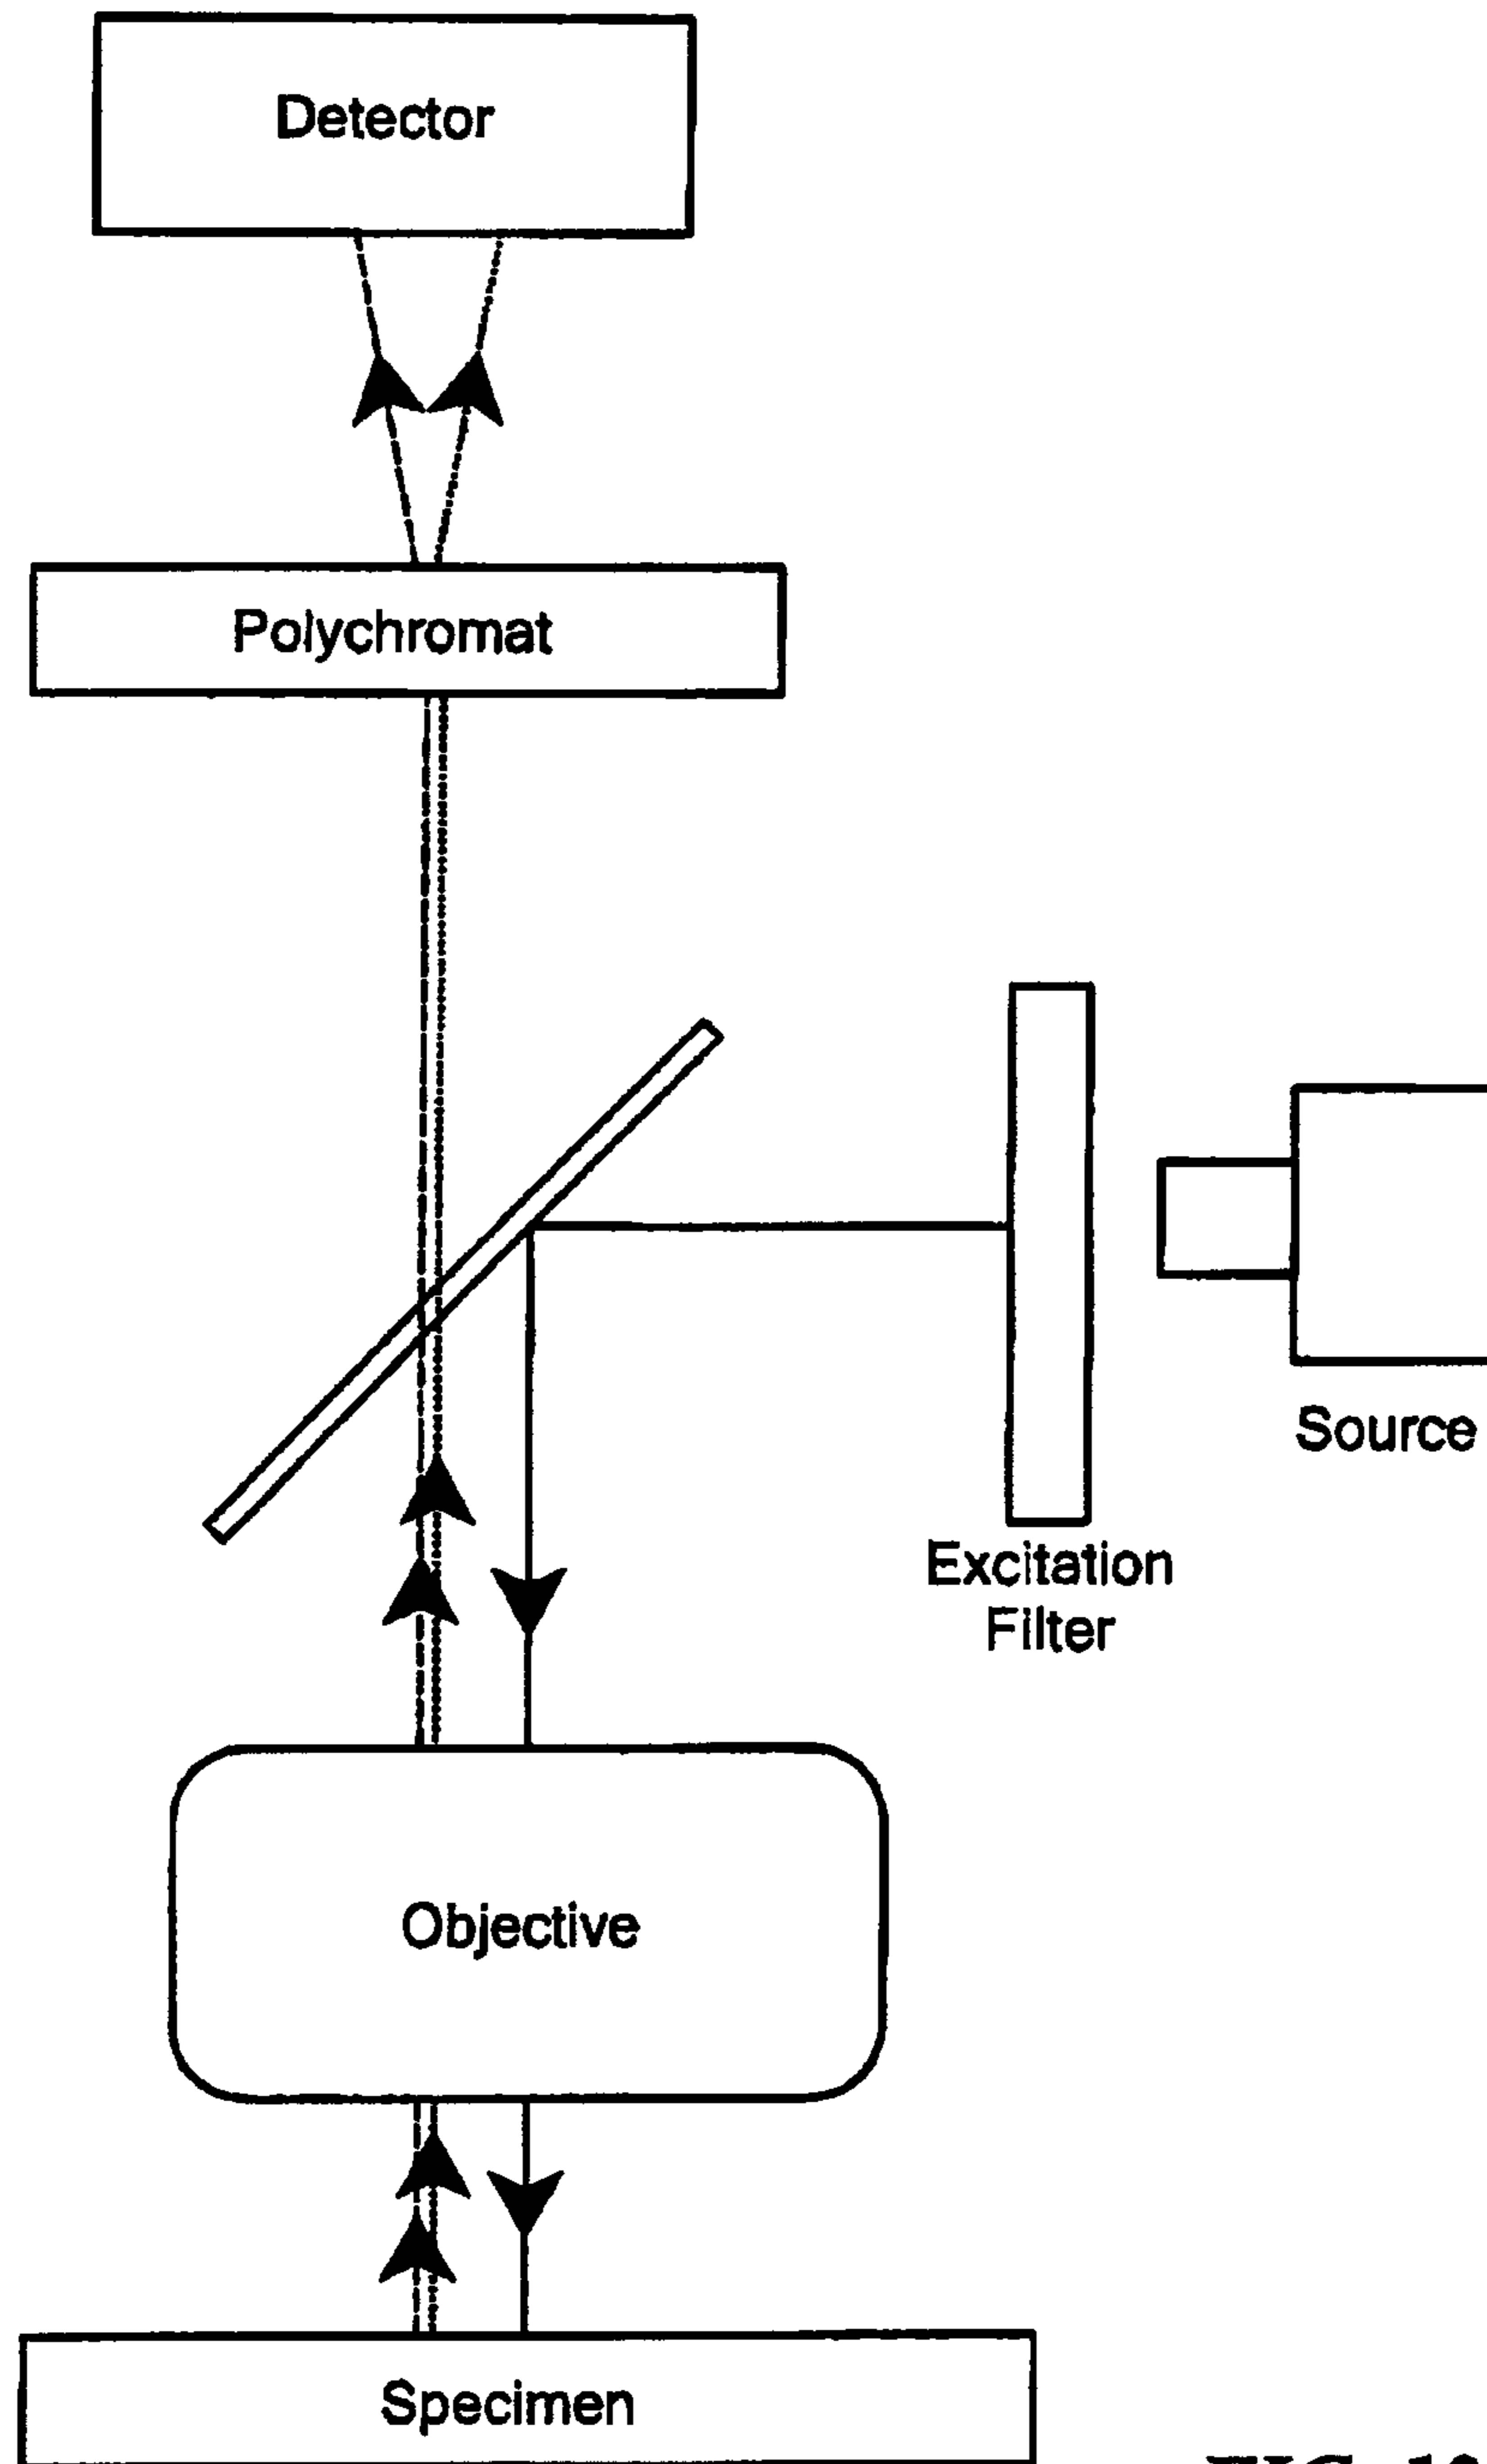 Detector
Polychromat
Source
Excitation
Filter
Objective
Specimen